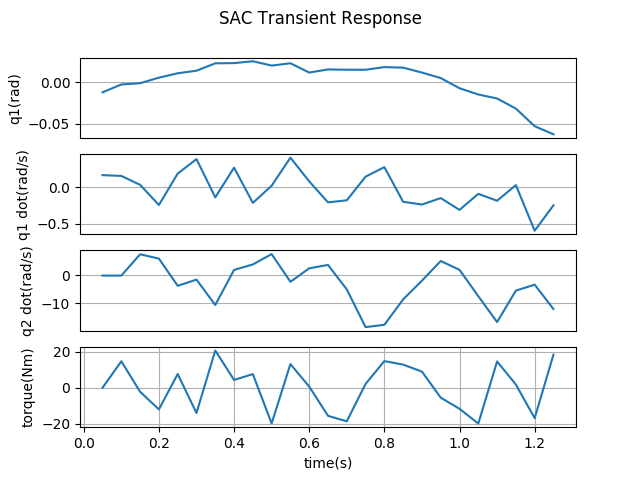 SAC Transient Response
q1(rad)
0.00
−0.05
q1 dot(rad/s)
0.0
−0.5
q2 dot(rad/s)
0
−10
torque(Nm)
20
0
−20
0.0 0.2 0.4 0.6 0.8 1.0 1.2
time(s)